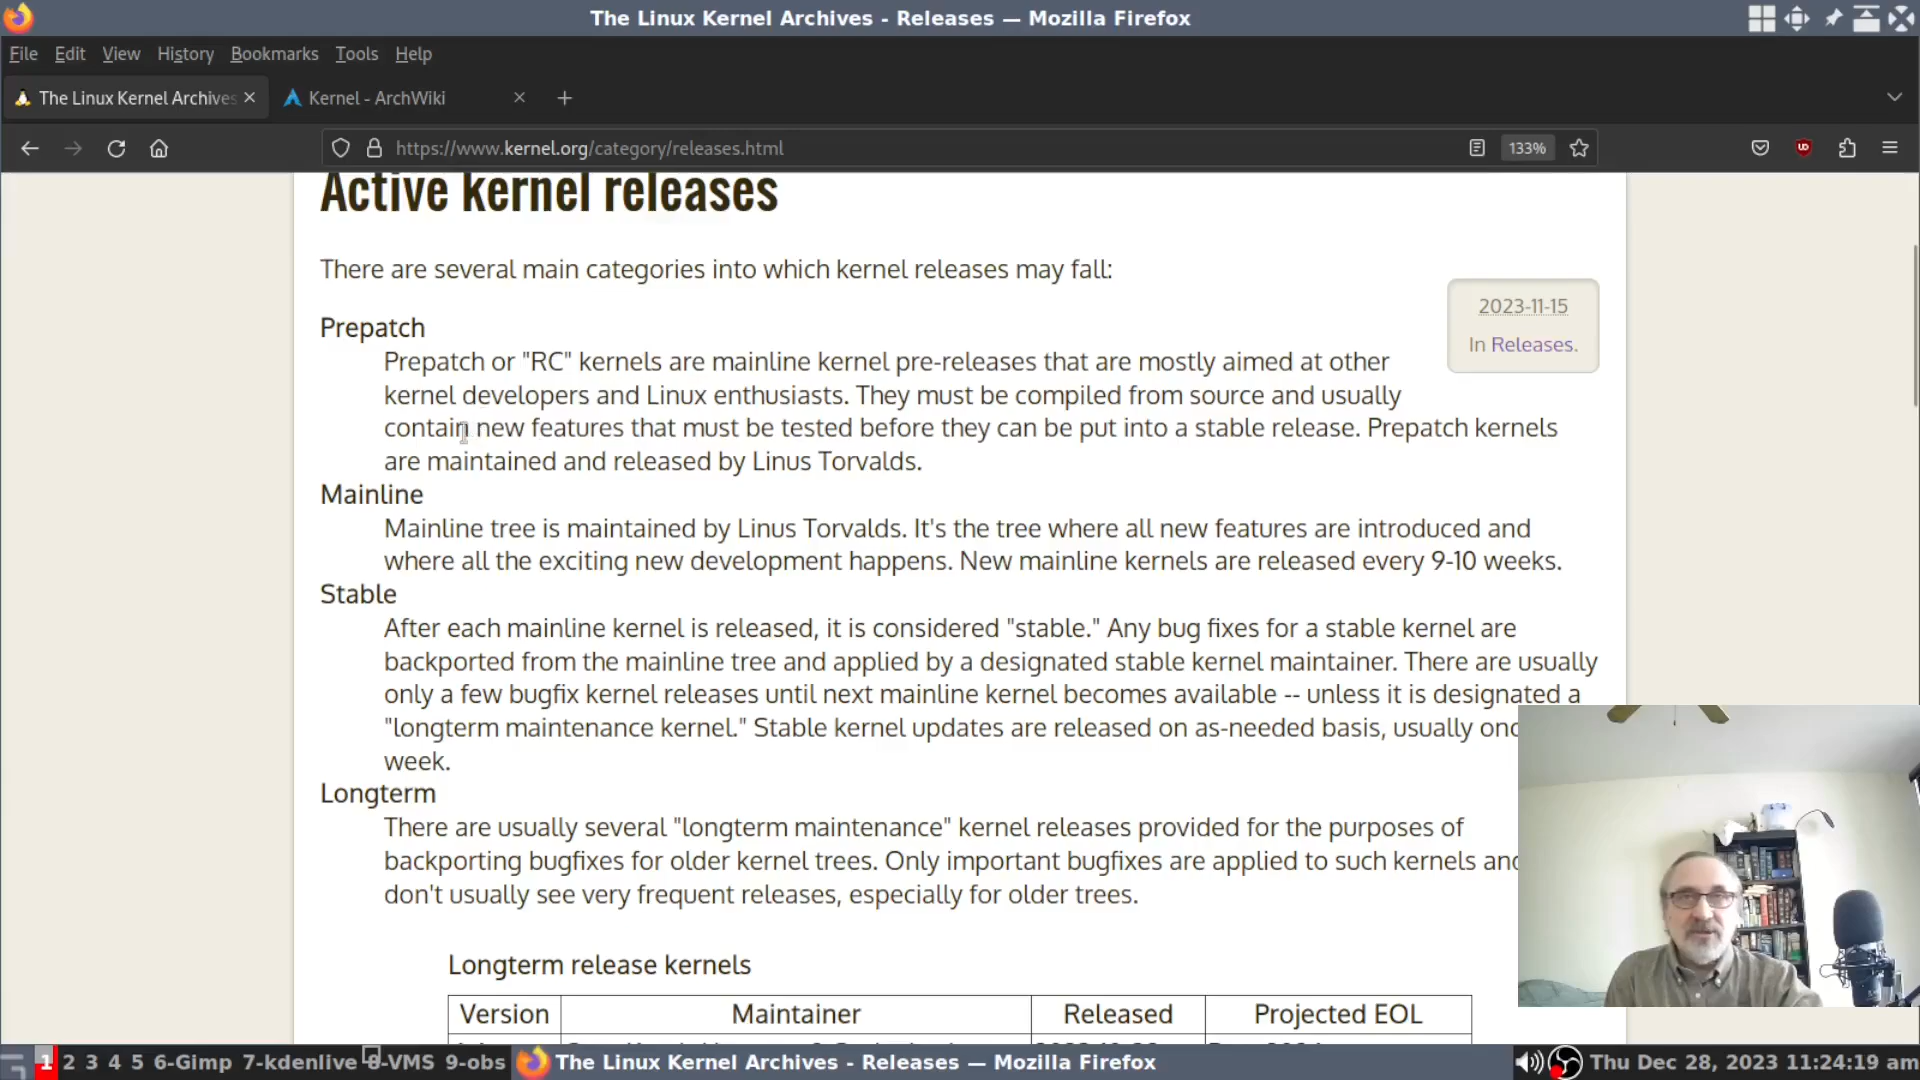 The Linux Kernel Archives - Releases — Mozilla Firefox
File Edit View History Bookmarks Tools Help
The Linux Kernel Archives
Kernel - ArchWiki
https://www.kernel.org/category/releases.html
133%
Active kernel releases
There are several main categories into which kernel releases may fall:
2023-11-15
In Releases.
Prepatch
Prepatch or "RC" kernels are mainline kernel pre-releases that are mostly aimed at other
kernel developers and Linux enthusiasts. They must be compiled from source and usually
contain new features that must be tested before they can be put into a stable release. Prepatch kernels
are maintained and released by Linus Torvalds.
Mainline
Mainline tree is maintained by Linus Torvalds. It's the tree where all new features are introduced and
where all the exciting new development happens. New mainline kernels are released every 9-10 weeks.
Stable
After each mainline kernel is released, it is considered "stable." Any bug fixes for a stable kernel are
backported from the mainline tree and applied by a designated stable kernel maintainer. There are usually
only a few bugfix kernel releases until next mainline kernel becomes available -- unless it is designated a
"longterm maintenance kernel." Stable kernel updates are released on as-needed basis, usually
week.
Longterm
There are usually several "longterm maintenance" kernel releases provided for the purposes of
backporting bugfixes for older kernel trees. Only important bugfixes are applied to such kernels
don't usually see very frequent releases, especially for older trees.
Longterm release kernels
Version Maintainer Released Projected EOL
1 2 3 4 5 6-Gimp 7-kdenlive 8-VMS 9-obs
The Linux Kernel Archives - Releases — Mozilla Firefox
Thu Dec 28, 2023 11:24:19 am